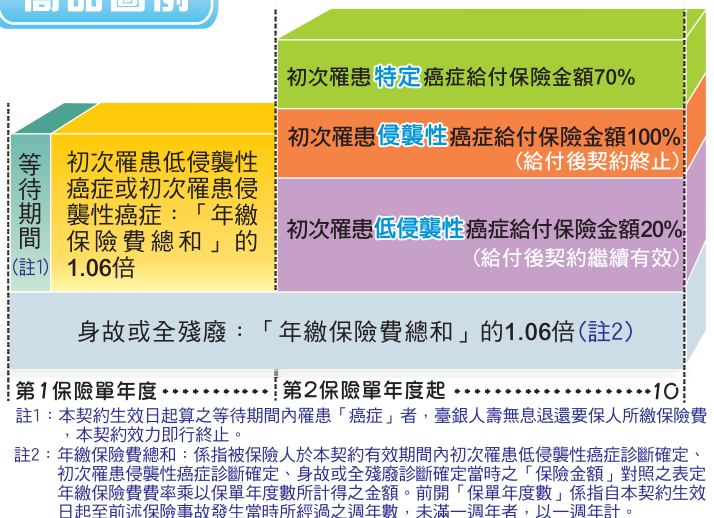 商品圖例
初次罹患特定癌症給付保險金額70%
初次罹患侵襲性癌症給付保險金額100%
(給付後契約終止)
初次罹患低侵襲性癌症給付保險金額20%
(給付後契約繼續有效)
等待期間
(註1)
初次罹患低侵襲性
癌症或初次罹患侵
襲性癌症：「年繳
保險費總和」的
1.06倍
身故或全殘廢：「年繳保險費總和」的1.06倍(註2)
第1保險單年度 第2保險單年度起 10
註1：本契約生效日起算之等待期間內罹患「癌症」者，臺銀人壽無息退還要保人所繳保險費
，本契約效力即行終止。
註2：年繳保險費總和：係指被保險人於本契約有效期間內初次罹患低侵襲性癌症診斷確定、
初次罹患侵襲性癌症診斷確定、身故或全殘廢診斷確定當時之「保險金額」對照之表定
年繳保險費費率乘以保單年度數所計得之金額。前開「保單年度數」係指自本契約生效
日起至前述保險事故發生當時所經過之週年數，未滿一週年者，以一週年計。